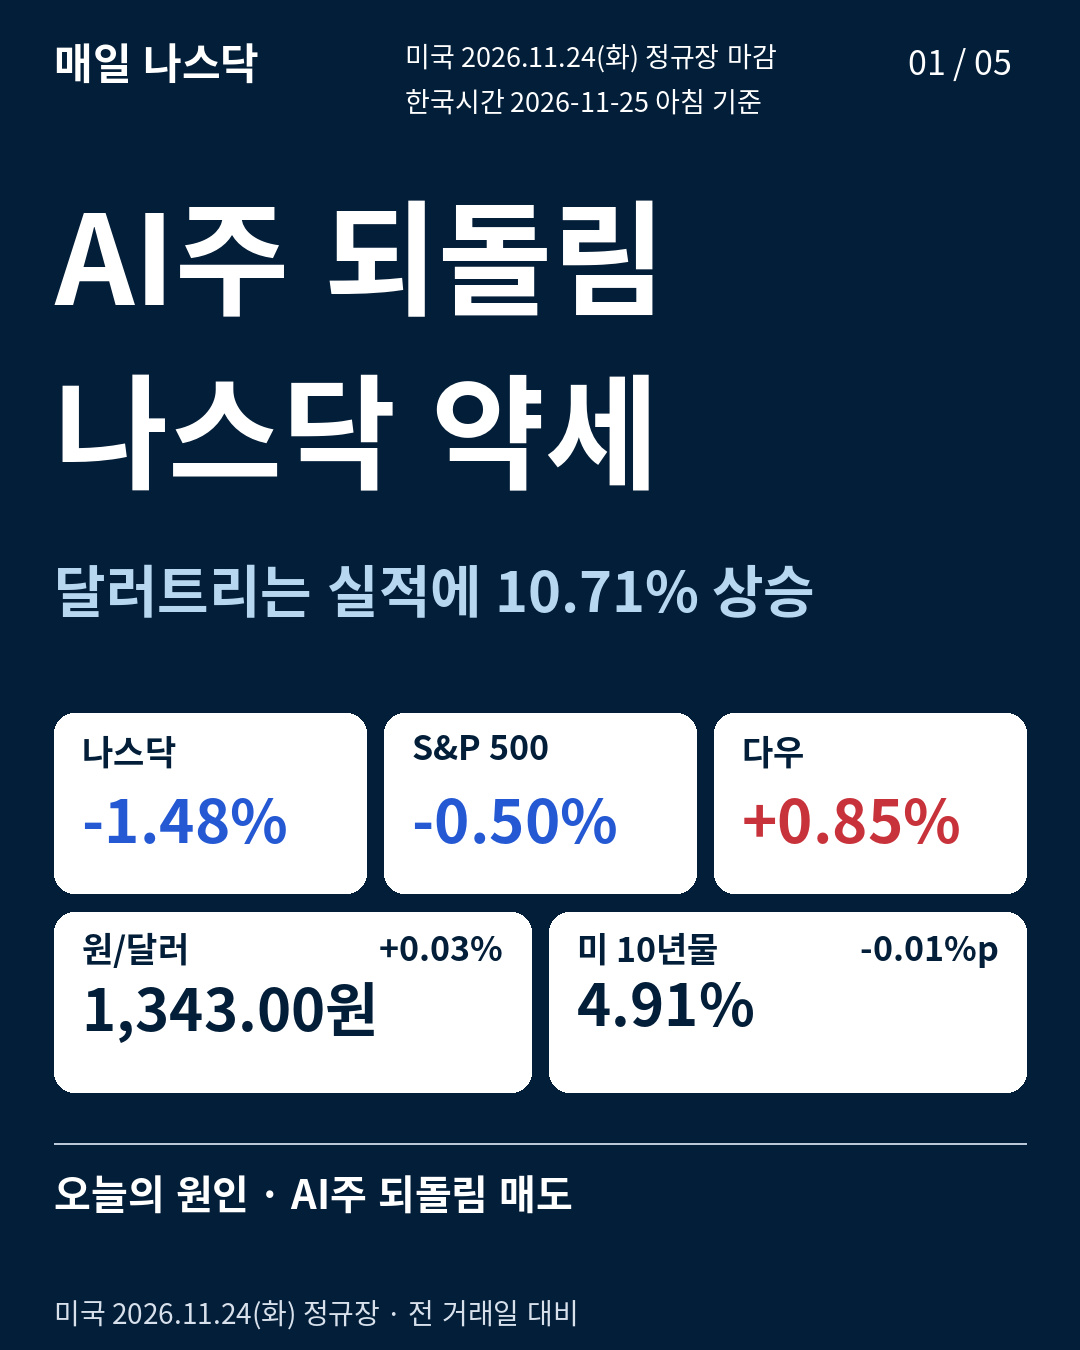 매일 나스닥
미국 2026.11.24(화) 정규장 마감
한국시간 2026-11-25 아침 기준
01 / 05
AI주 되돌림
나스닥 약세
달러트리는 실적에 10.71% 상승
나스닥
-1.48%
S&P 500
-0.50%
다우
+0.85%
원/달러 +0.03%
1,343.00원
미 10년물 -0.01%p
4.91%
오늘의 원인 · AI주 되돌림 매도
미국 2026.11.24(화) 정규장 · 전 거래일 대비